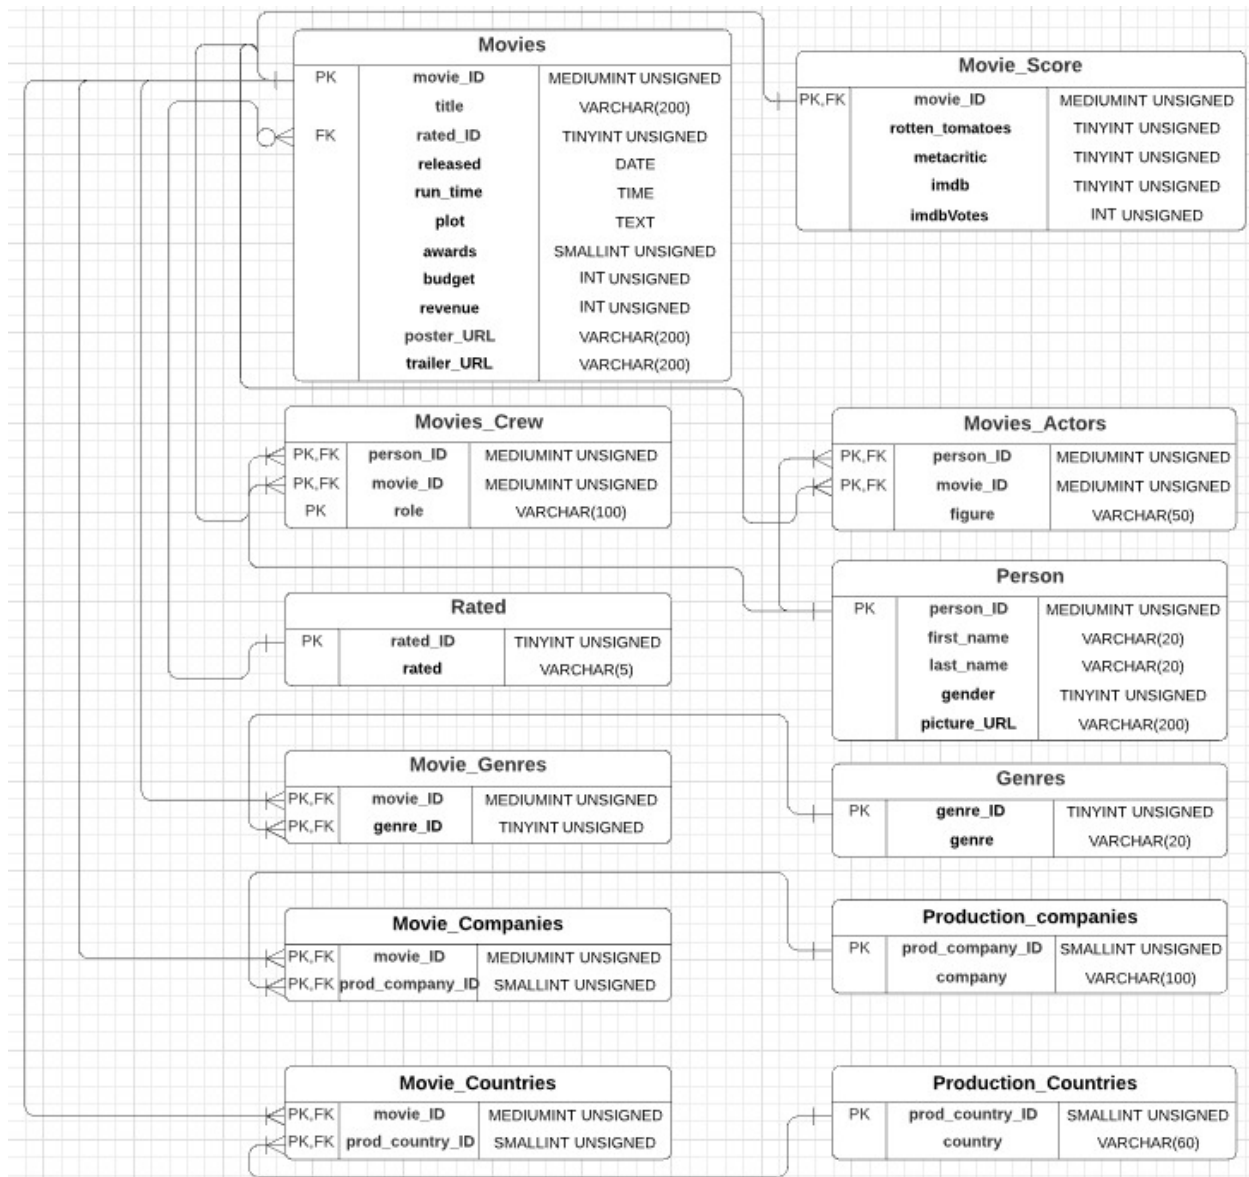 Movies
PK movie_ID MEDIUMINT UNSIGNED
title VARCHAR(200)
FK rated_ID TINYINT UNSIGNED
released DATE
run_time TIME
plot TEXT
awards SMALLINT UNSIGNED
budget INT UNSIGNED
revenue INT UNSIGNED
poster_URL VARCHAR(200)
trailer_URL VARCHAR(200)
Movie_Score
PK,FK movie_ID MEDIUMINT UNSIGNED
rotten_tomatoes TINYINT UNSIGNED
metacritic TINYINT UNSIGNED
imdb TINYINT UNSIGNED
imdbVotes INT UNSIGNED
Movies_Crew
PK,FK person_ID MEDIUMINT UNSIGNED
PK,FK movie_ID MEDIUMINT UNSIGNED
PK role VARCHAR(100)
Movies_Actors
PK,FK person_ID MEDIUMINT UNSIGNED
PK,FK movie_ID MEDIUMINT UNSIGNED
figure VARCHAR(50)
Rated
PK rated_ID TINYINT UNSIGNED
rated VARCHAR(5)
Person
PK person_ID MEDIUMINT UNSIGNED
first_name VARCHAR(20)
last_name VARCHAR(20)
gender TINYINT UNSIGNED
picture_URL VARCHAR(200)
Movie_Genres
PK,FK movie_ID MEDIUMINT UNSIGNED
PK,FK genre_ID TINYINT UNSIGNED
Genres
PK genre_ID TINYINT UNSIGNED
genre VARCHAR(20)
Movie_Companies
PK,FK movie_ID MEDIUMINT UNSIGNED
PK,FK prod_company_ID SMALLINT UNSIGNED
Production_companies
PK prod_company_ID SMALLINT UNSIGNED
company VARCHAR(100)
Movie_Countries
PK,FK movie_ID MEDIUMINT UNSIGNED
PK,FK prod_country_ID SMALLINT UNSIGNED
Production_Countries
PK prod_country_ID SMALLINT UNSIGNED
country VARCHAR(60)